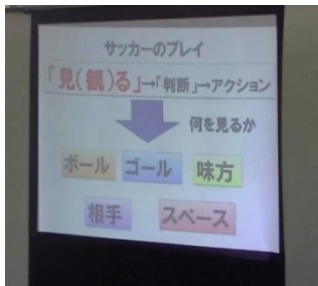 サッカーのプレイ
「見(観)る」→「判断」→アクション
何を見るか
ボール ゴール 味方
相手 スペース